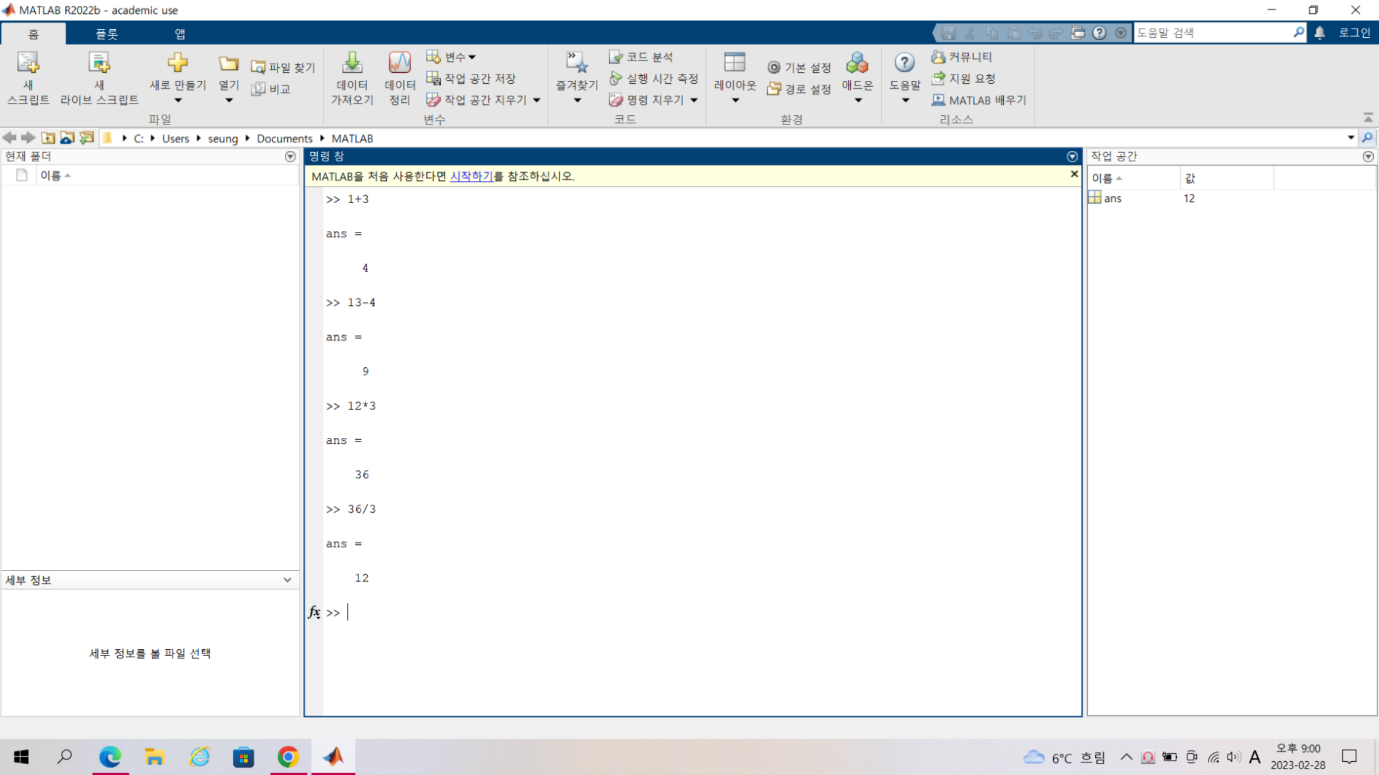 MATLAB R2022b - academic use
홈 플롯 앱
도움말 검색
로그인
새
스크립트
새
라이브 스크립트
새로 만들기
열기
파일 찾기
비교
파일
데이터
가져오기
데이터
정리
변수
작업 공간 저장
작업 공간 지우기
변수
즐겨찾기
코드 분석
실행 시간 측정
명령 지우기
코드
레이아웃
기본 설정
경로 설정
애드온
환경
도움말
커뮤니티
지원 요청
MATLAB 배우기
리소스
C: Users seung Documents MATLAB
현재 폴더
이름
세부 정보
세부 정보를 볼 파일 선택
명령 창
MATLAB을 처음 사용한다면 시작하기를 참조하십시오.
>> 1+3
ans =
4
>> 13-4
ans =
9
>> 12*3
ans =
36
>> 36/3
ans =
12
fx >>
작업 공간
이름 값
ans 12
6°C 흐림
A
오후 9:00
2023-02-28